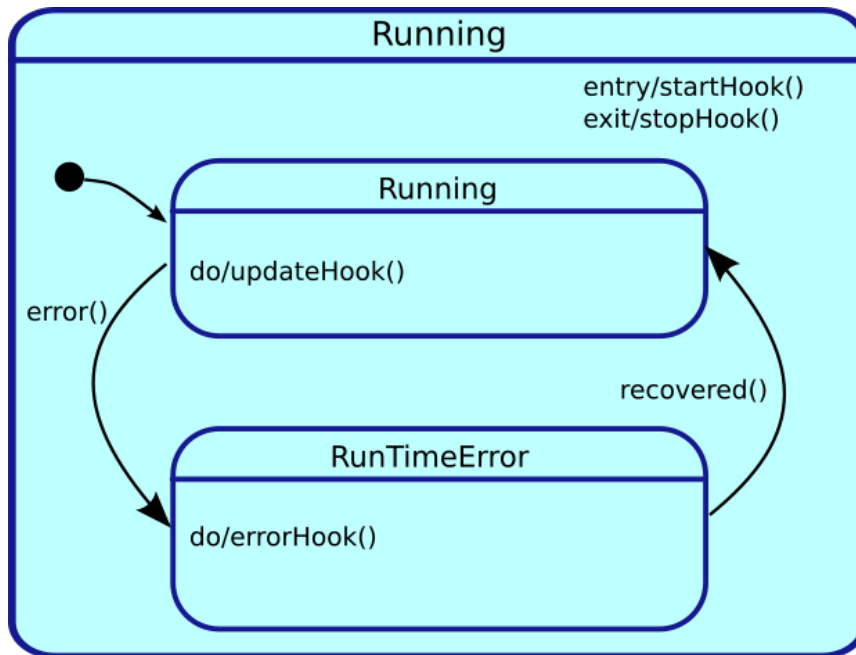 Running
entry/startHook()
exit/stopHook()
Running
do/updateHook()
error()
recovered()
RunTimeError
do/errorHook()